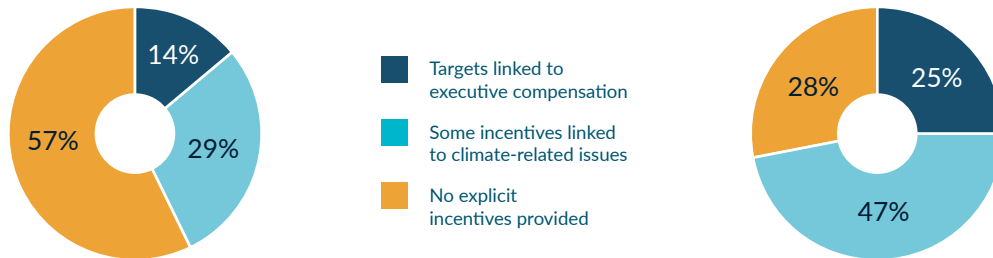 14%
29%
57%
Targets linked to
executive compensation
Some incentives linked
to climate-related issues
No explicit
incentives provided
25%
47%
28%